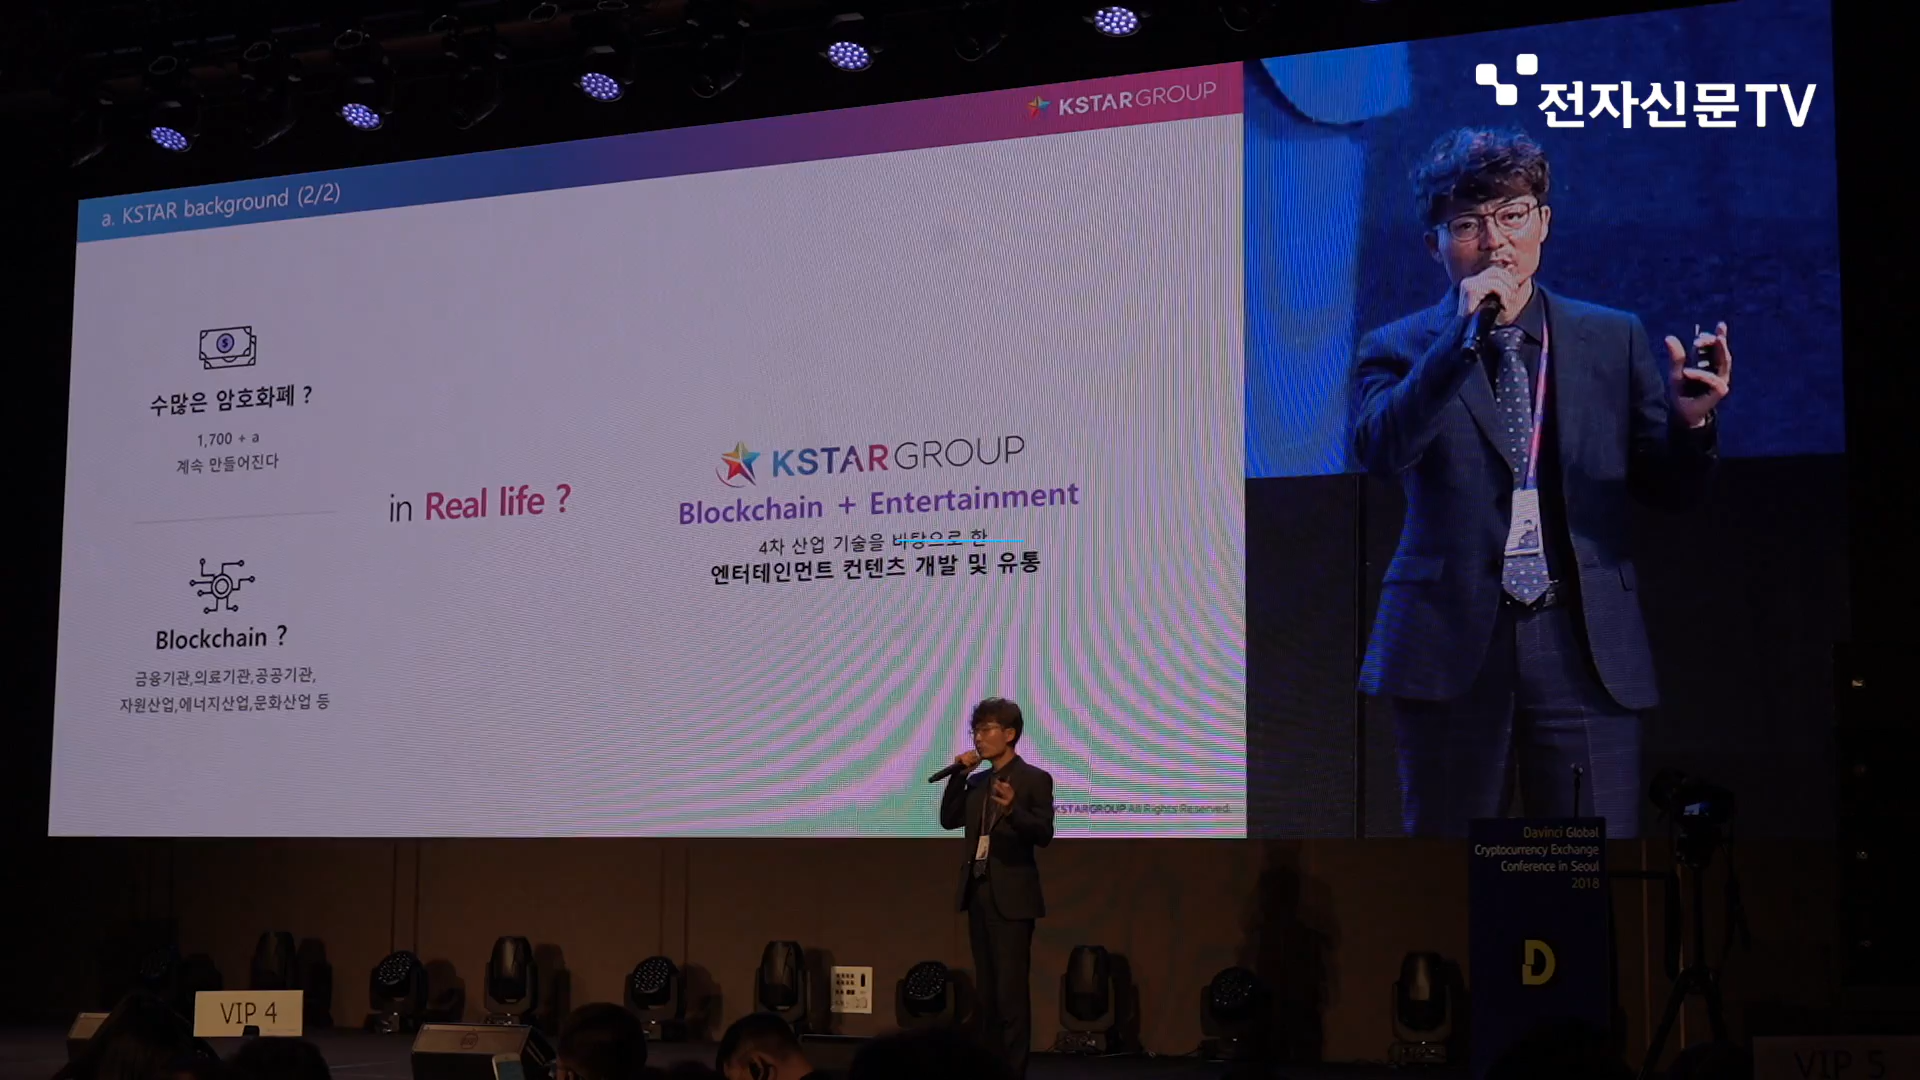 전자신문TV
KSTARGROUP
a. KSTAR background (2/2)
수많은 암호화폐 ?
1,700 + a
계속 만들어진다
Blockchain ?
금융기관,의료기관,공공기관,
자원산업,에너지산업,문화산업 등
in Real life ?
KSTARGROUP
Blockchain + Entertainment
4차 산업 기술을 바탕으로 한
엔터테인먼트 컨텐츠 개발 및 유통
KSTARGROUP All Rights Reserved.
Davinci Global
Cryptocurrency Exchange
Conference in Seoul
2018
D
VIP 4
VIP 5